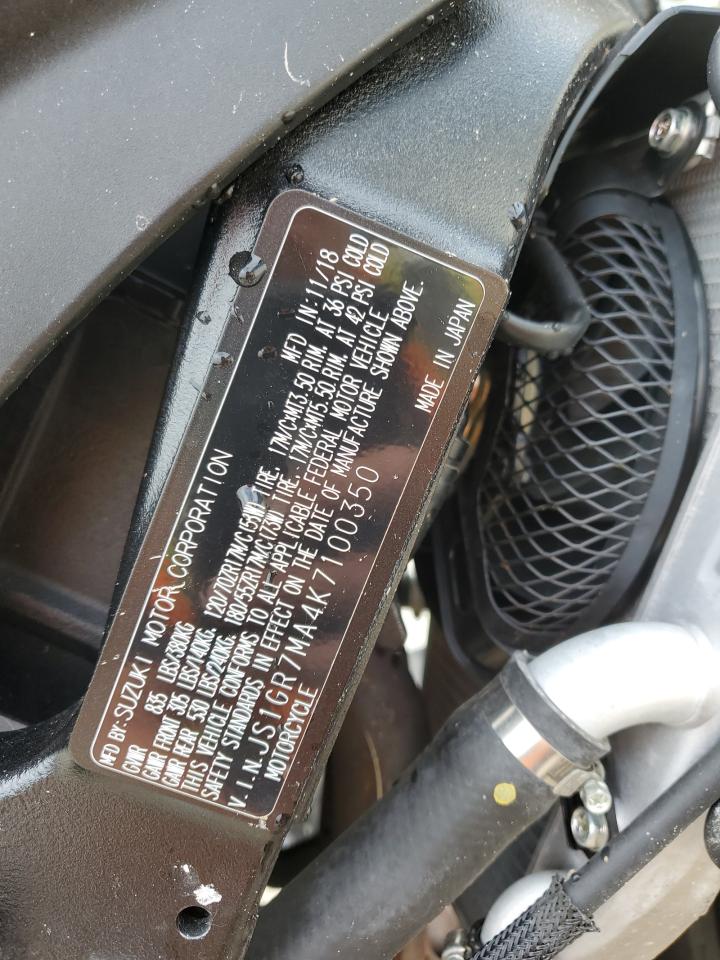 MFD BY:SUZUKI MOTOR CORPORATION MFD IN:11/18
GVWR 835 LBS/380KG
GAWR FRONT 305 LBS/140KG. 120/70ZR17M/C(58W) TIRE. 17M/C×MT3.50 RIM. AT 36 PSI COLD
GAWR REAR 530 LBS/240KG. 180/55ZR17M/C(73W) TIRE. 17M/C×MT5.50 RIM. AT 42 PSI COLD
THIS VEHICLE CONFORMS TO ALL APPLICABLE FEDERAL MOTOR VEHICLE
SAFETY STANDARDS IN EFFECT ON THE DATE OF MANUFACTURE SHOWN ABOVE.
V.I.N.JS1GR7MA4K7100350
MOTORCYCLE MADE IN JAPAN